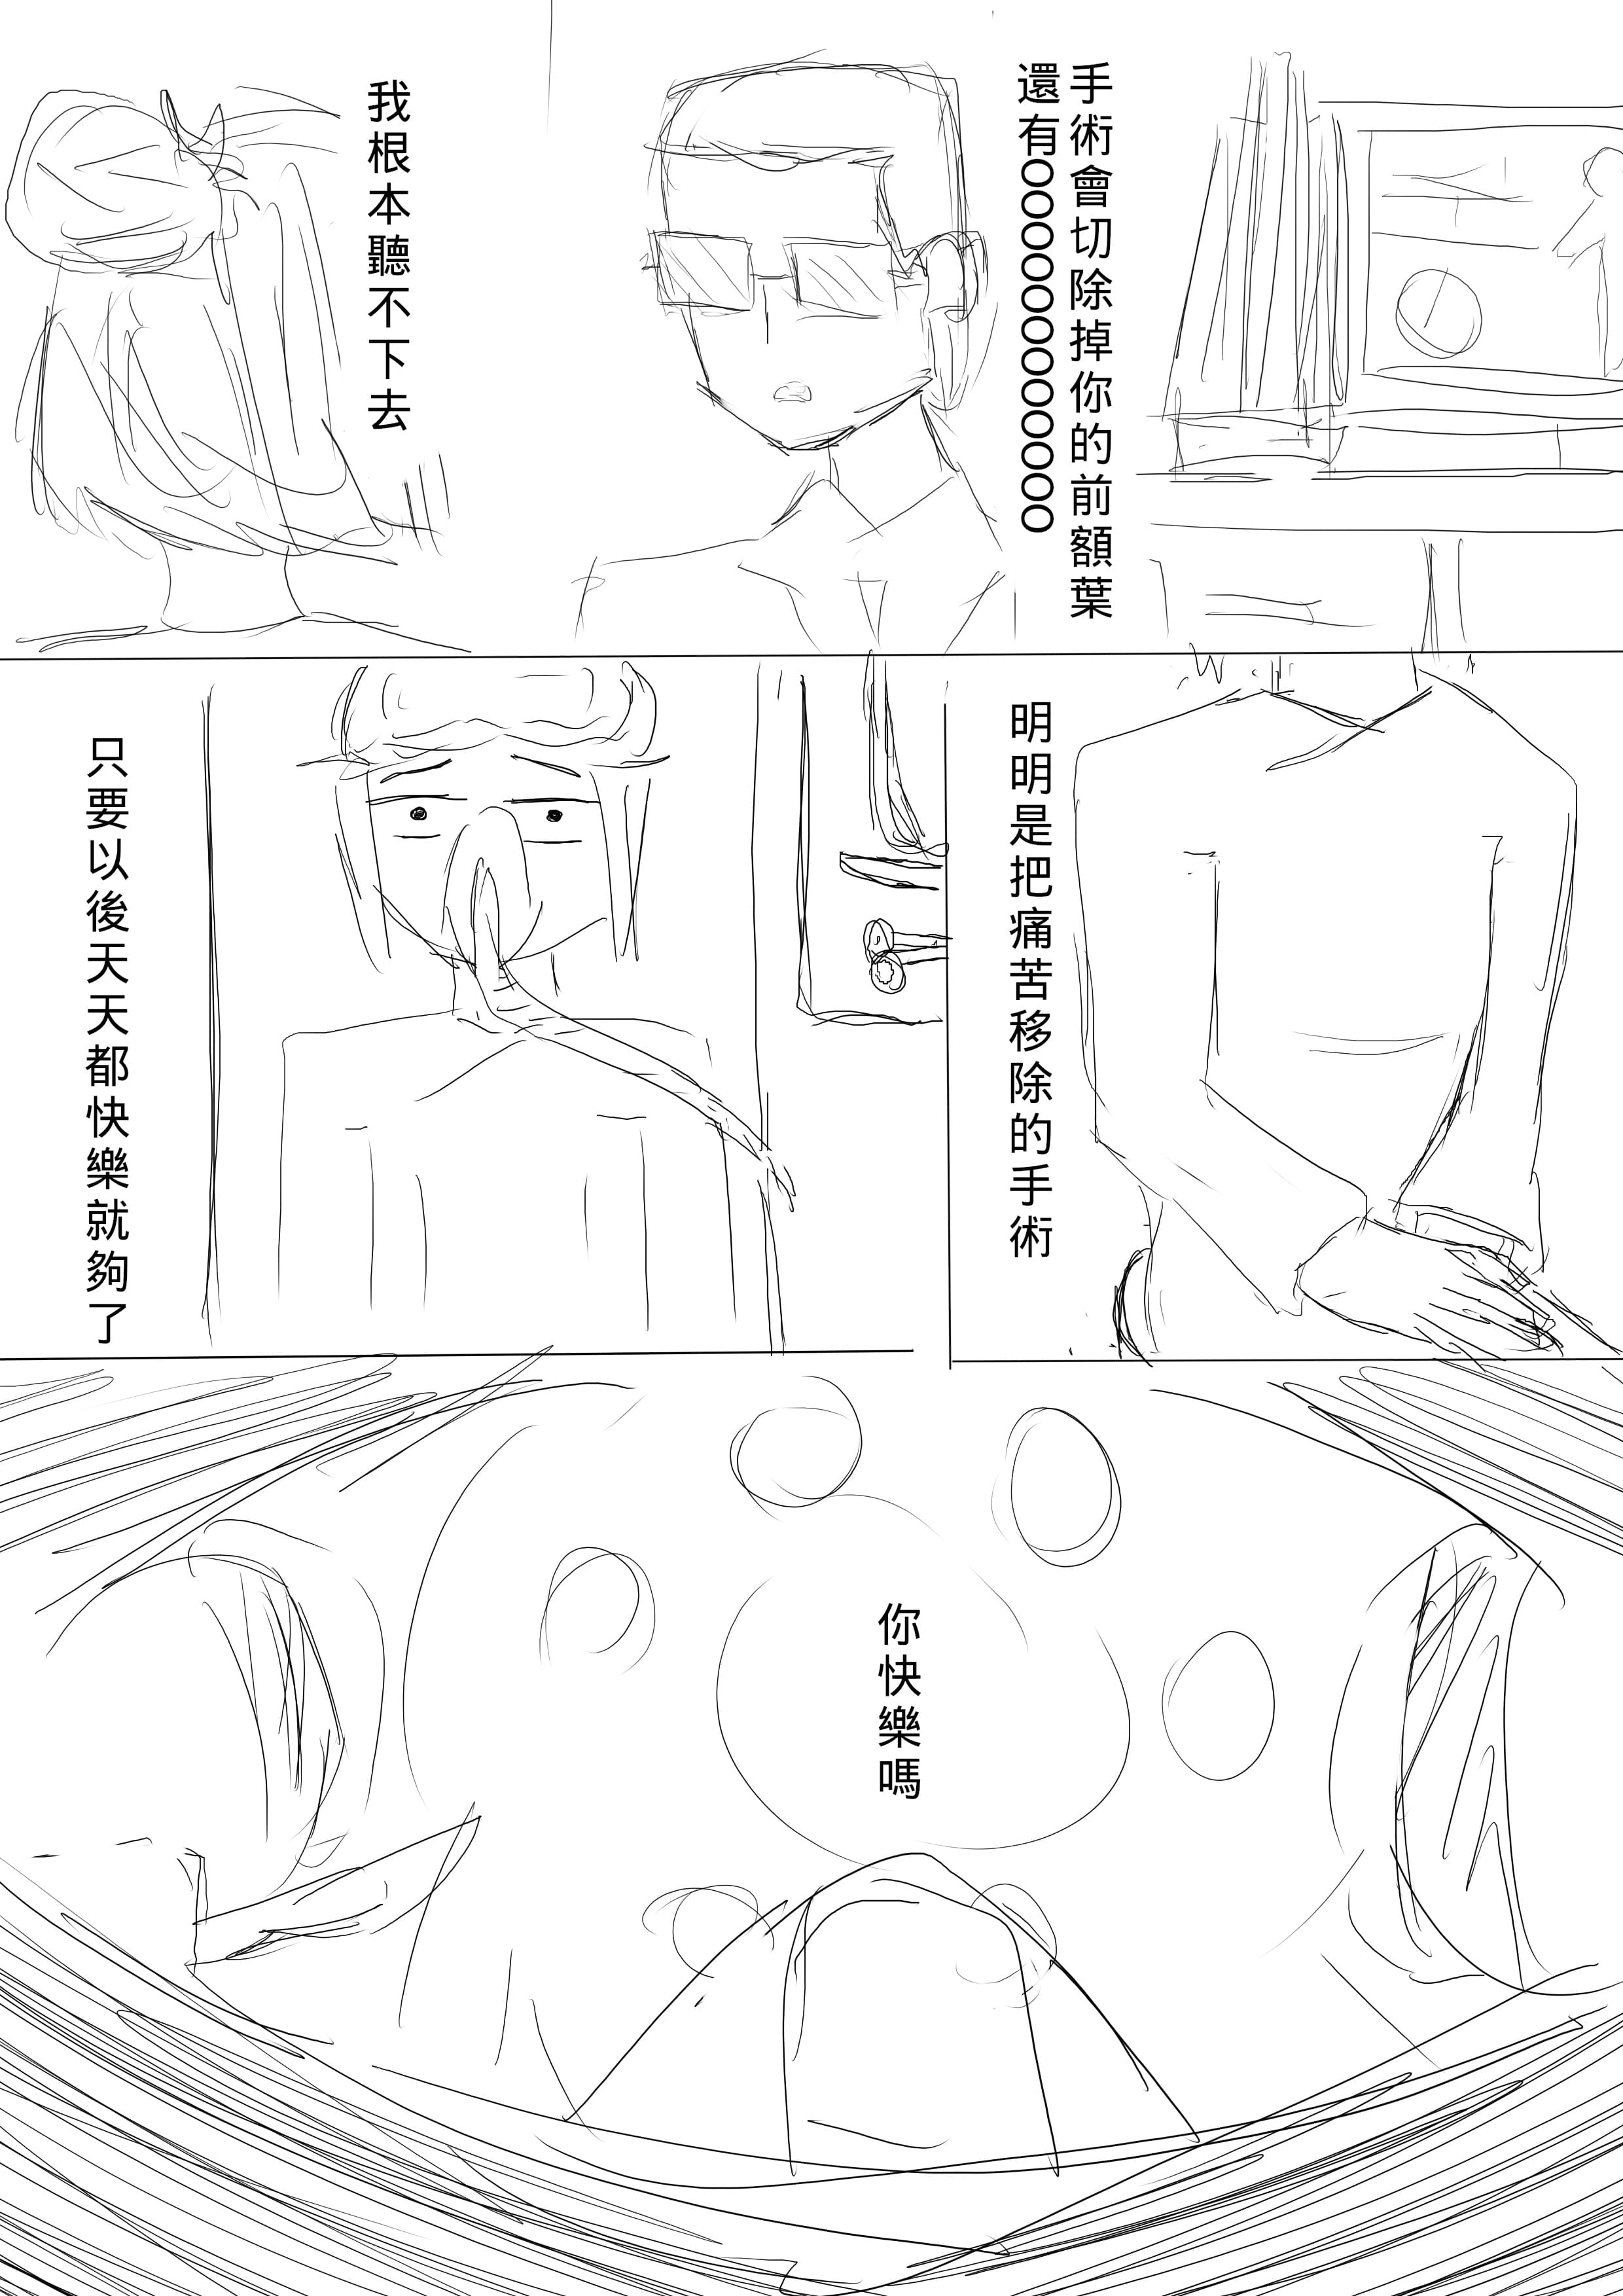 手術會切除掉你的前額葉
還有OOOOOOOOOOOO
我根本聽不下去
明明是把痛苦移除的手術
只要以後天天都快樂就夠了
你快樂嗎